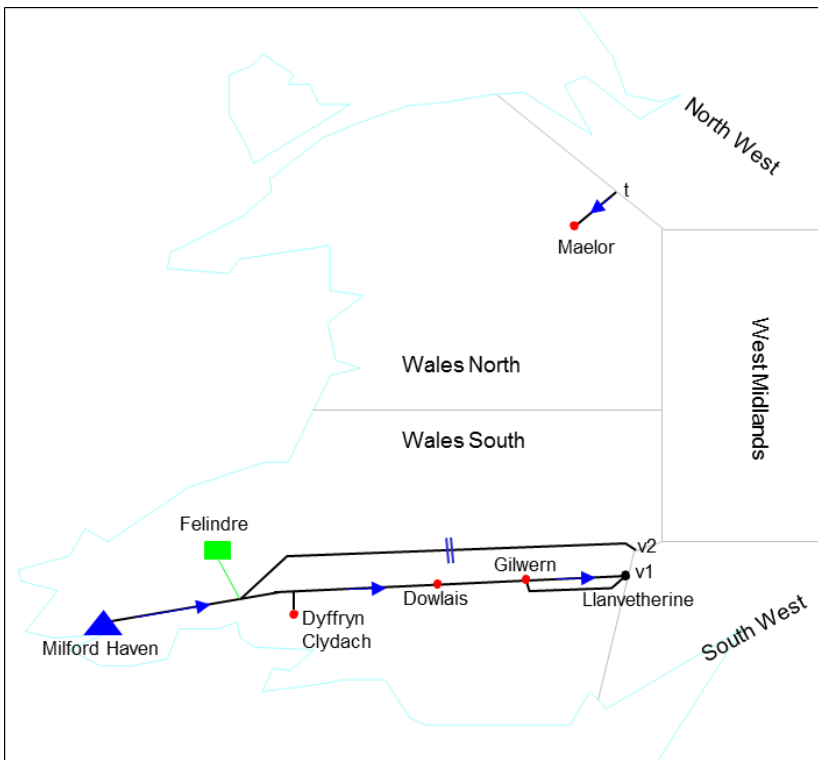 North West
t
Maelor
West Midlands
Wales North
Wales South
Felindre
v2
Gilwern
v1
Dowlais
Llanvetherine
Dyffryn
Clydach
Milford Haven
South West